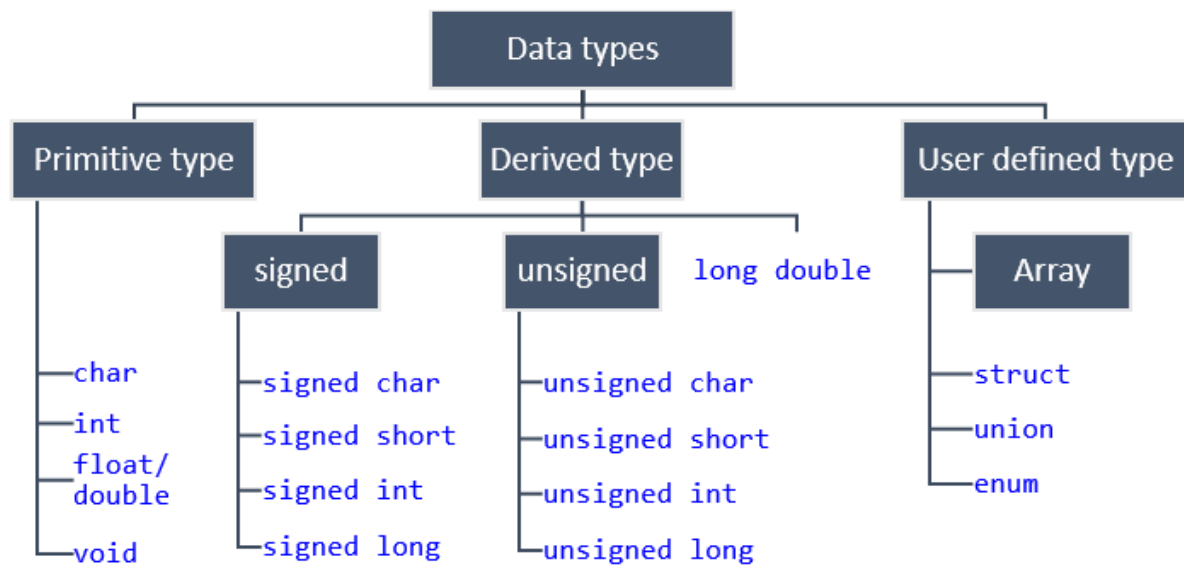 Data types
Primitive type
Derived type
User defined type
signed
unsigned
long double
Array
char
int
float/
double
void
signed char
signed short
signed int
signed long
unsigned char
unsigned short
unsigned int
unsigned long
struct
union
enum